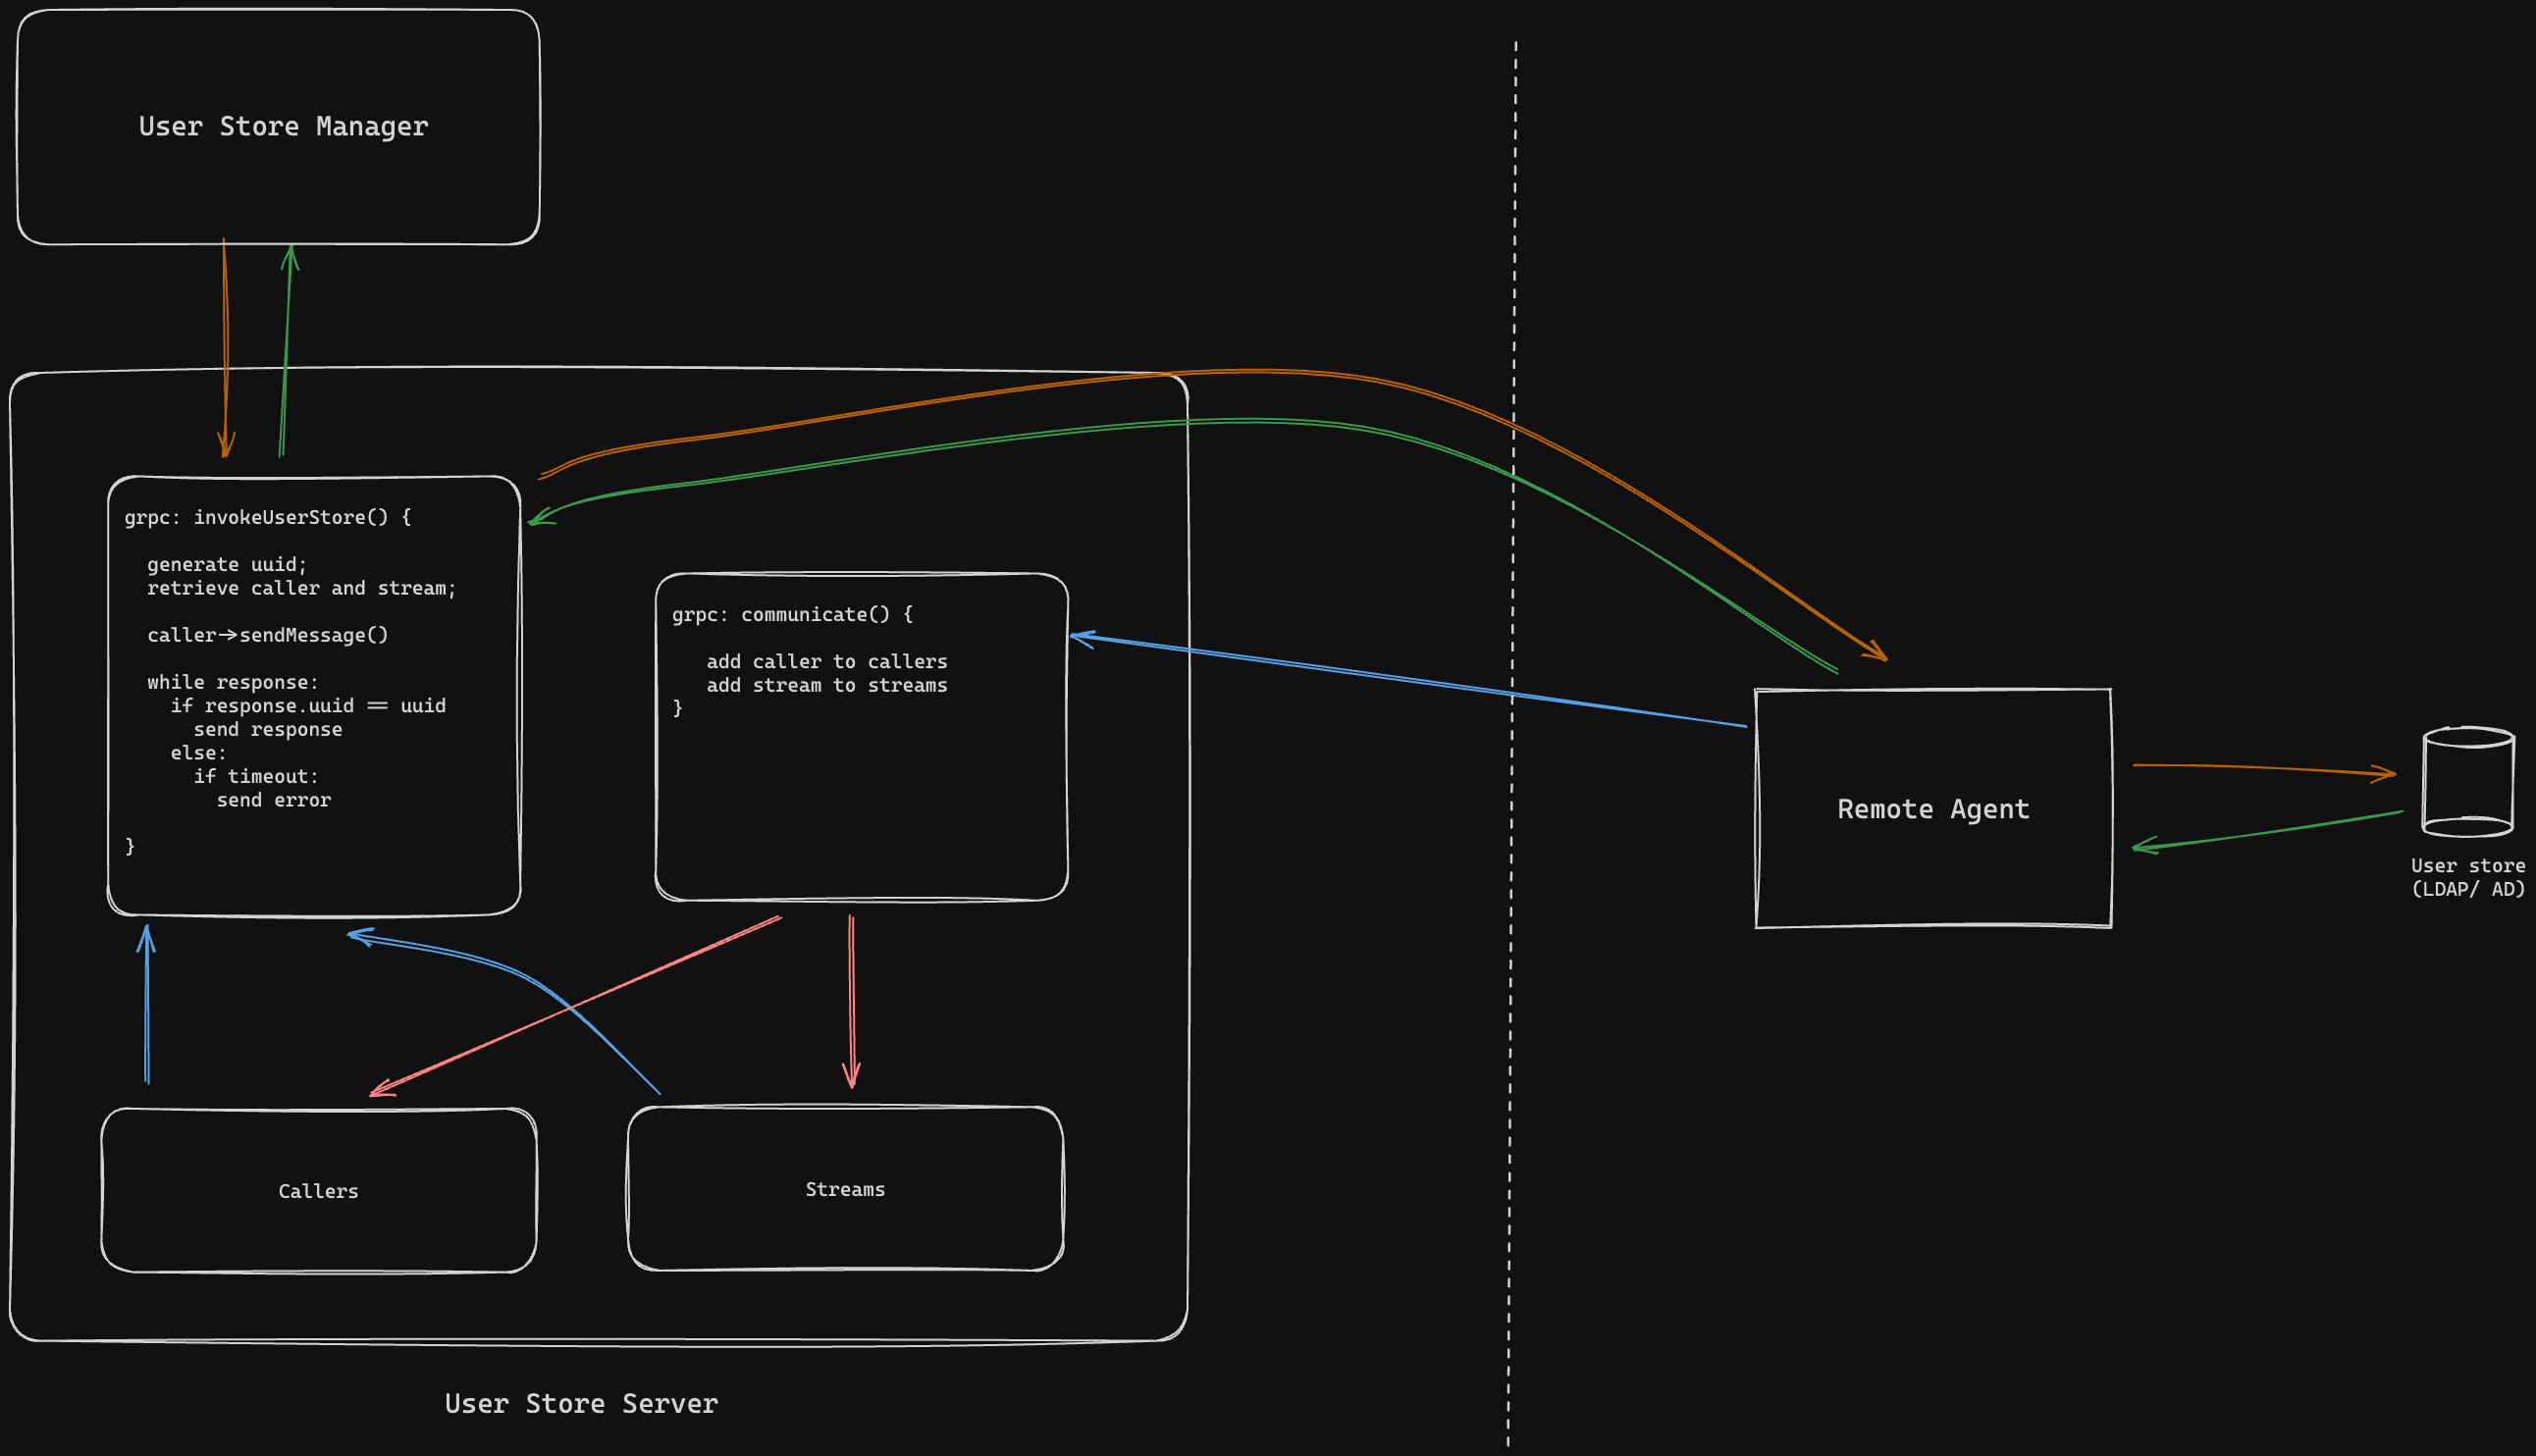 User Store Manager
grpc: invokeUserStore() {
generate uuid;
retrieve caller and stream;
caller->sendMessage()
while response:
if response.uuid == uuid
send response
else:
if timeout:
send error
}
grpc: communicate() {
add caller to callers
add stream to streams
}
Remote Agent
User store
(LDAP/ AD)
Callers
Streams
User Store Server